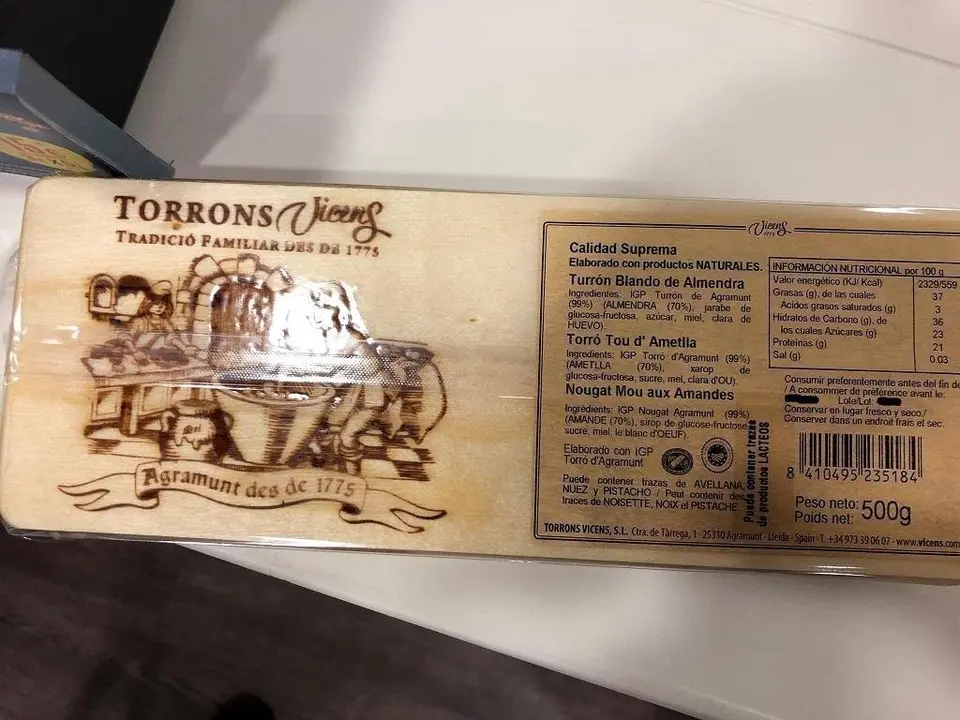 TORRONS Vicens
TRADICIÓ FAMILIAR DES DE 1775
Agramunt des de 1775
Vicens
1775
Calidad Suprema
Elaborado con productos NATURALES.
Turrón Blando de Almendra
Ingredientes: IGP Turrón de Agramunt
(99%) (ALMENDRA (70%), jarabe de
glucosa-fructosa, azúcar, miel, clara de
HUEVO).
Torró Tou d' Ametlla
Ingredients: IGP Torró d'Agramunt (99%)
(AMETLLA (70%), xarop de
glucosa-fructosa, sucre, mel, clara d'OU).
Nougat Mou aux Amandes
Ingrédients: IGP Nougat Agramunt (99%)
(AMANDE (70%), sirop de glucose-fructose,
sucre, miel, le blanc d'OEUF).
Elaborado con IGP
Torró d'Agramunt
Puede contener trazas de AVELLANA,
NUEZ y PISTACHO / Peut contenir des
traces de NOISETTE, NOIX et PISTACHE
Puede contener trazas
de productos LACTEOS
INFORMACIÓN NUTRICIONAL por 100 g
Valor energético (KJ/ Kcal) 2329/559
Grasas (g), de las cuales 37
Acidos grasos saturados (g) 3
Hidratos de Carbono (g), de 36
los cuales Azúcares (g) 23
Proteínas (g) 21
Sal (g) 0.03
Consumir preferentemente antes del fin de
/ A consommer de préférence avant le:
Lote/Lot:
Conservar en lugar fresco y seco./
Conserver dans un endroit frais et sec.
8 410495 235184
Peso neto: 500g
Poids net:
TORRONS VICENS, S.L. Ctra. de Tàrrega, 1 - 25310 Agramunt - Lleida - Spain - T. +34 973 39 06 07 - www.vicens.com